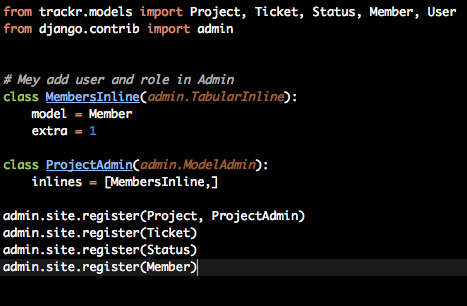 from trackr.models import Project, Ticket, Status, Member, User
from django.contrib import admin
# Mey add user and role in Admin
class MembersInline(admin.TabularInline):
    model = Member
    extra = 1
class ProjectAdmin(admin.ModelAdmin):
    inlines = [MembersInline,]
admin.site.register(Project, ProjectAdmin)
admin.site.register(Ticket)
admin.site.register(Status)
admin.site.register(Member)